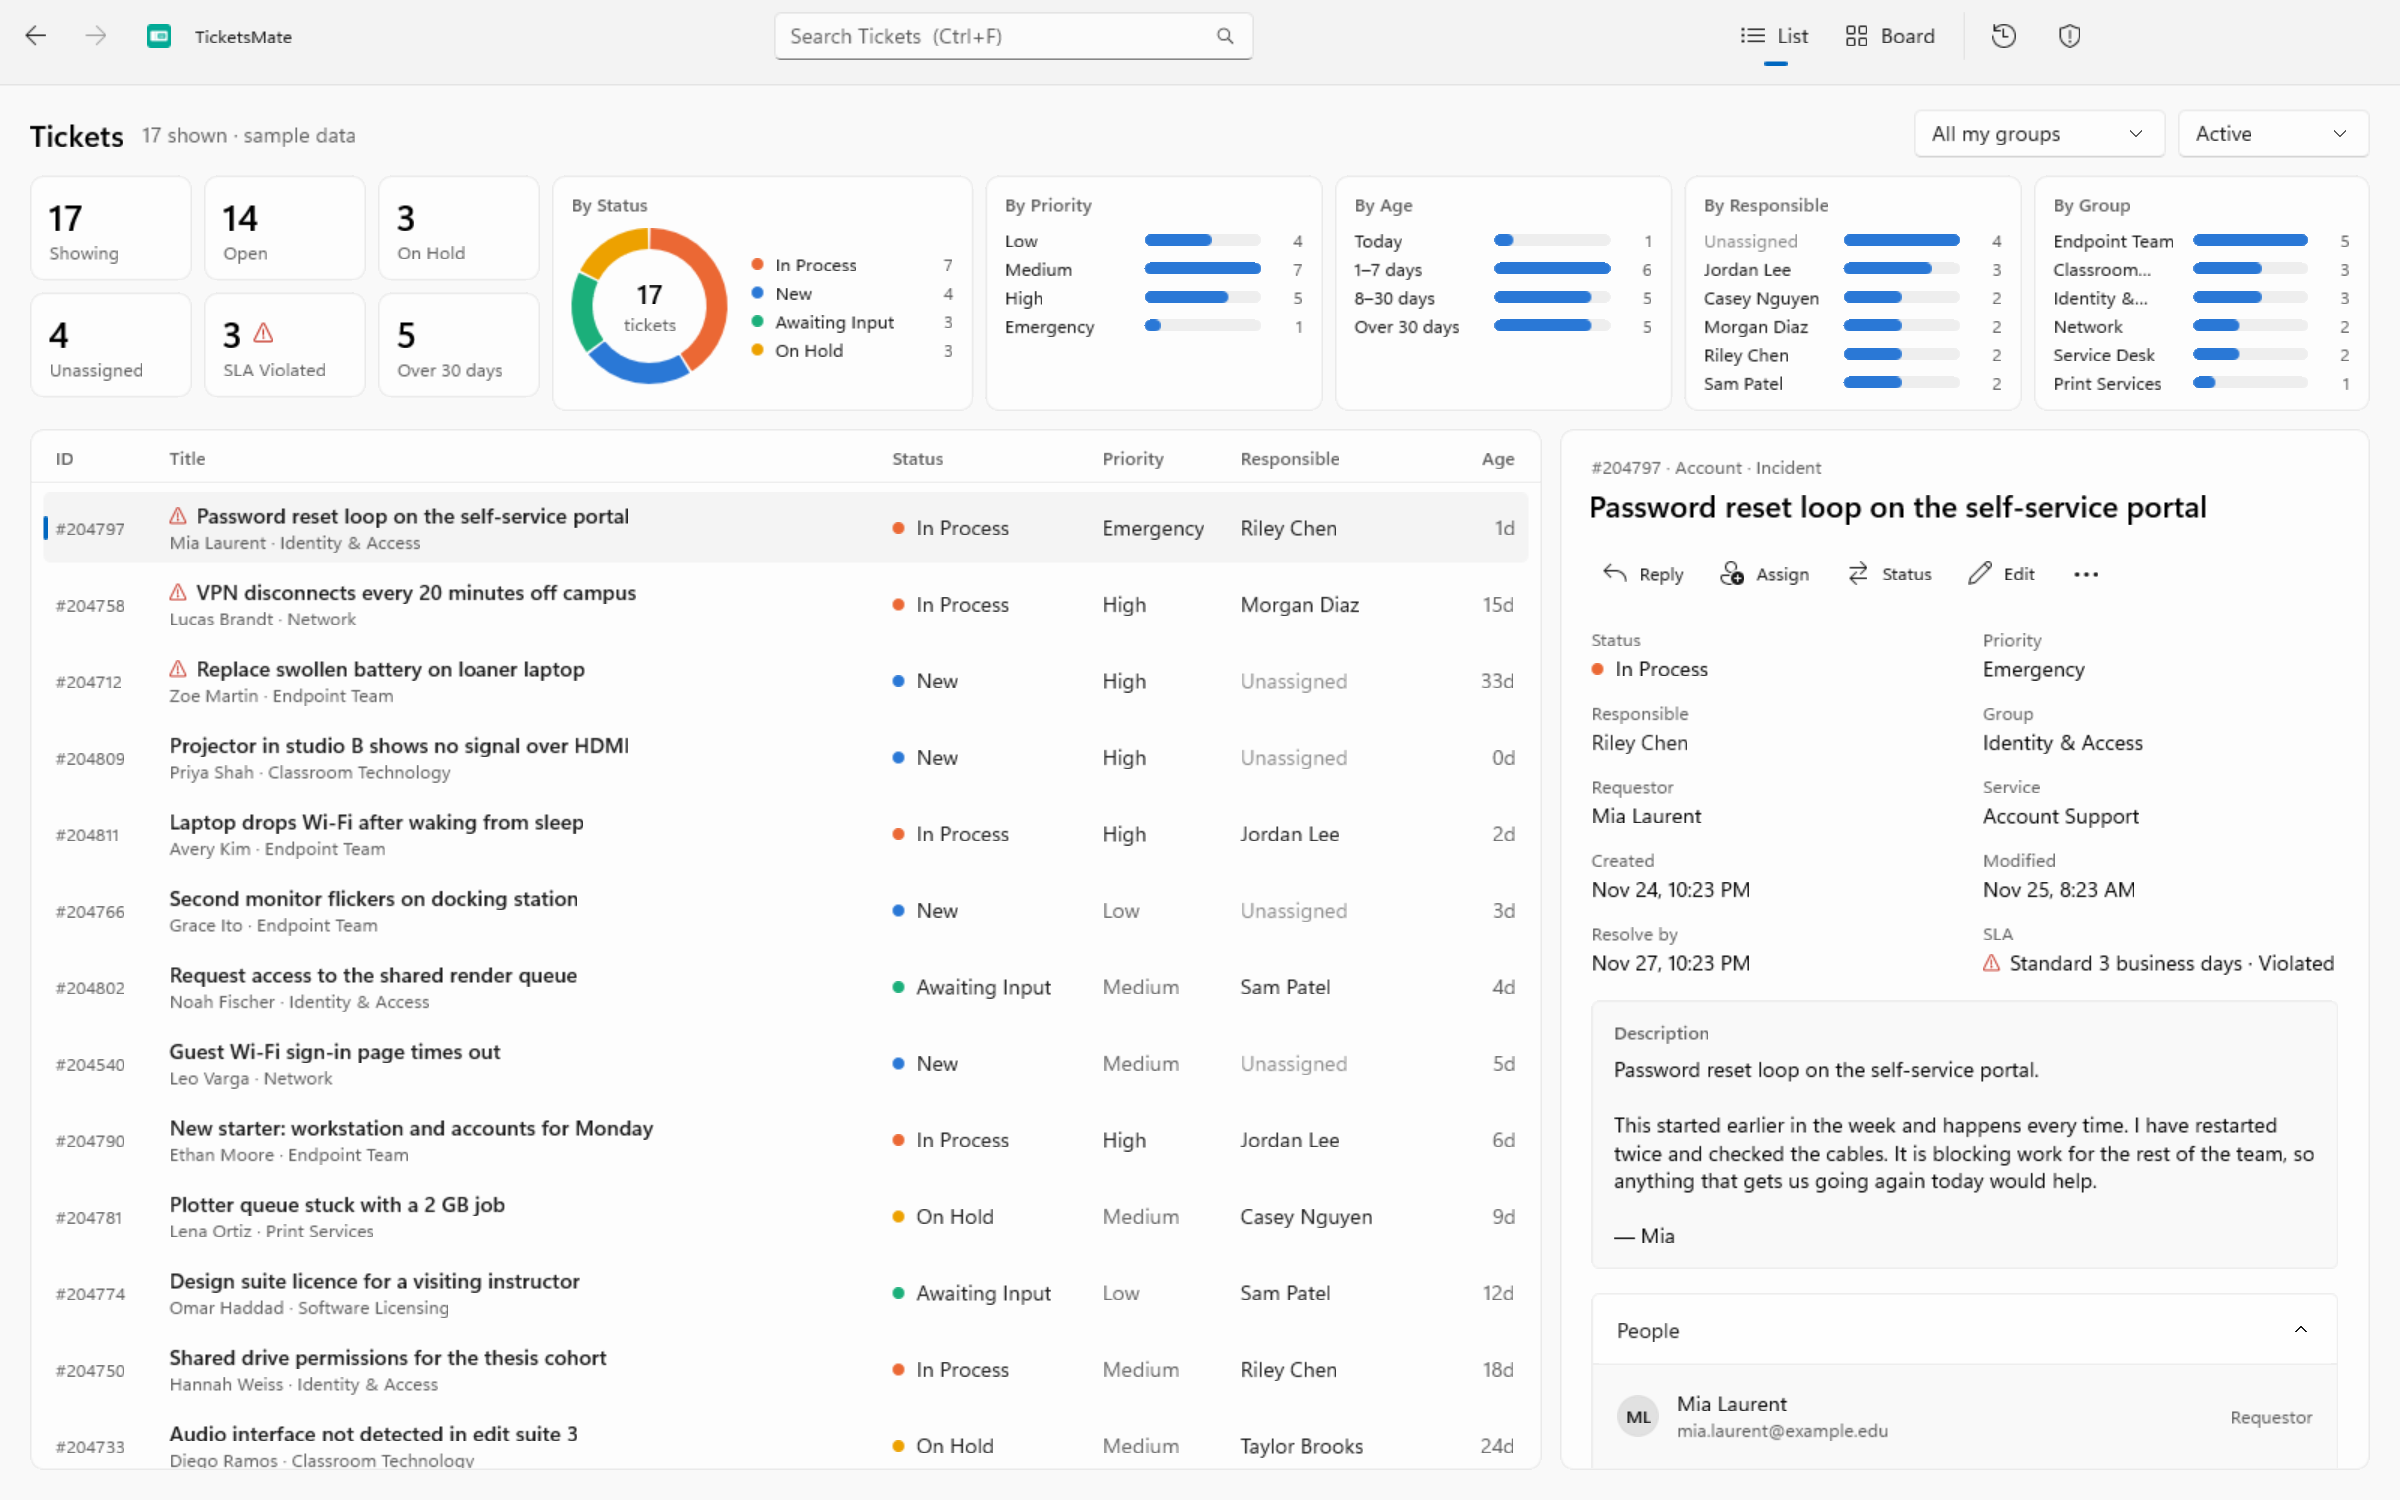 TicketsMate
Search Tickets (Ctrl+F)
List
Board
Tickets
17 shown · sample data
All my groups
Active
17
Showing
14
Open
3
On Hold
4
Unassigned
3
SLA Violated
5
Over 30 days
By Status
17
tickets
In Process 7
New 4
Awaiting Input 3
On Hold 3
By Priority
Low 4
Medium 7
High 5
Emergency 1
By Age
Today 1
1–7 days 6
8–30 days 5
Over 30 days 5
By Responsible
Unassigned 4
Jordan Lee 3
Casey Nguyen 2
Morgan Diaz 2
Riley Chen 2
Sam Patel 2
By Group
Endpoint Team 5
Classroom... 3
Identity &... 3
Network 2
Service Desk 2
Print Services 1
ID Title Status Priority Responsible Age
#204797 Password reset loop on the self-service portal In Process Emergency Riley Chen 1d
Mia Laurent · Identity & Access
#204758 VPN disconnects every 20 minutes off campus In Process High Morgan Diaz 15d
Lucas Brandt · Network
#204712 Replace swollen battery on loaner laptop New High Unassigned 33d
Zoe Martin · Endpoint Team
#204809 Projector in studio B shows no signal over HDMI New High Unassigned 0d
Priya Shah · Classroom Technology
#204811 Laptop drops Wi-Fi after waking from sleep In Process High Jordan Lee 2d
Avery Kim · Endpoint Team
#204766 Second monitor flickers on docking station New Low Unassigned 3d
Grace Ito · Endpoint Team
#204802 Request access to the shared render queue Awaiting Input Medium Sam Patel 4d
Noah Fischer · Identity & Access
#204540 Guest Wi-Fi sign-in page times out New Medium Unassigned 5d
Leo Varga · Network
#204790 New starter: workstation and accounts for Monday In Process High Jordan Lee 6d
Ethan Moore · Endpoint Team
#204781 Plotter queue stuck with a 2 GB job On Hold Medium Casey Nguyen 9d
Lena Ortiz · Print Services
#204774 Design suite licence for a visiting instructor Awaiting Input Low Sam Patel 12d
Omar Haddad · Software Licensing
#204750 Shared drive permissions for the thesis cohort In Process Medium Riley Chen 18d
Hannah Weiss · Identity & Access
#204733 Audio interface not detected in edit suite 3 On Hold Medium Taylor Brooks 24d
Diego Ramos · Classroom Technology
#204797 · Account · Incident
Password reset loop on the self-service portal
Reply Assign Status Edit
Status Priority
In Process Emergency
Responsible Group
Riley Chen Identity & Access
Requestor Service
Mia Laurent Account Support
Created Modified
Nov 24, 10:23 PM Nov 25, 8:23 AM
Resolve by SLA
Nov 27, 10:23 PM Standard 3 business days · Violated
Description
Password reset loop on the self-service portal.
This started earlier in the week and happens every time. I have restarted
twice and checked the cables. It is blocking work for the rest of the team, so
anything that gets us going again today would help.
— Mia
People
ML Mia Laurent Requestor
mia.laurent@example.edu